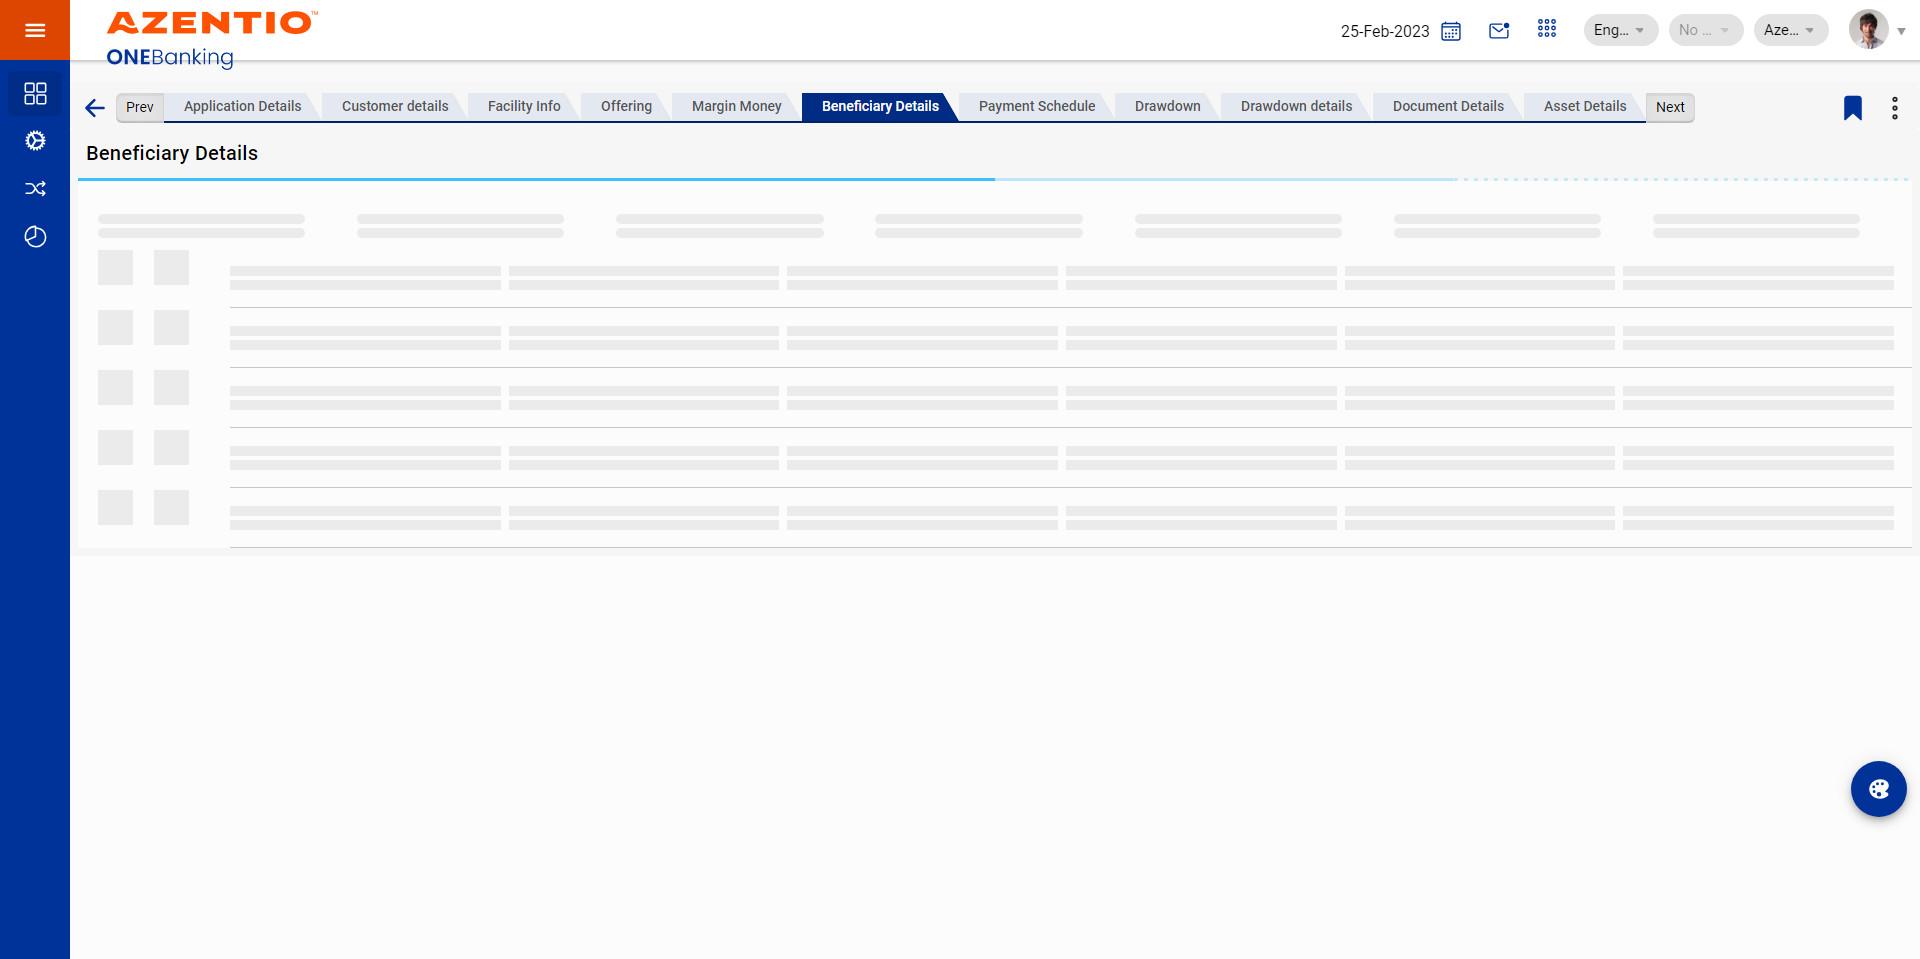 AZENTIO™
ONEBanking
25-Feb-2023
Eng...
No ...
Aze...
Prev
Application Details
Customer details
Facility Info
Offering
Margin Money
Beneficiary Details
Payment Schedule
Drawdown
Drawdown details
Document Details
Asset Details
Next
Beneficiary Details